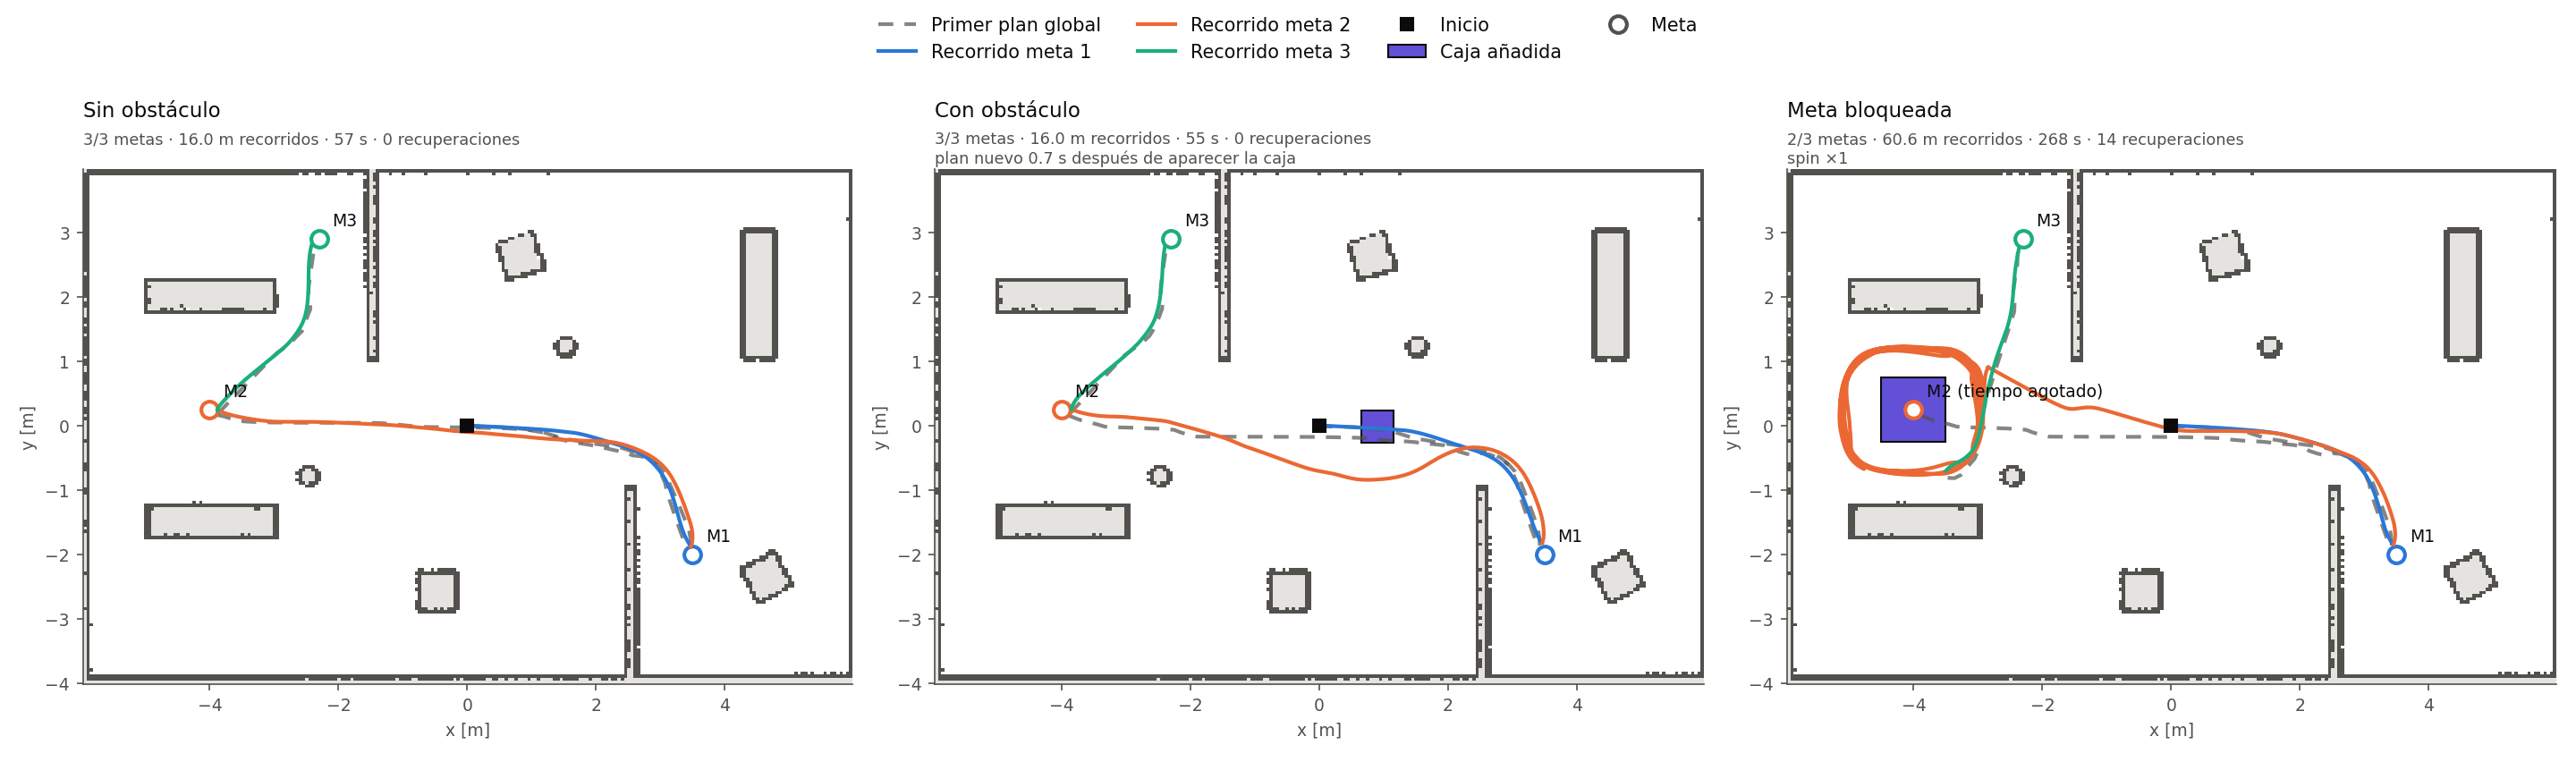 Primer plan global
Recorrido meta 1
Recorrido meta 2
Recorrido meta 3
Inicio
Caja añadida
Meta
Sin obstáculo
3/3 metas · 16.0 m recorridos · 57 s · 0 recuperaciones
M3
M2
M1
3
2
1
0
−1
−2
−3
−4
y [m]
−4
−2
0
2
4
x [m]
Con obstáculo
3/3 metas · 16.0 m recorridos · 55 s · 0 recuperaciones
plan nuevo 0.7 s después de aparecer la caja
M3
M2
M1
3
2
1
0
−1
−2
−3
−4
y [m]
−4
−2
0
2
4
x [m]
Meta bloqueada
2/3 metas · 60.6 m recorridos · 268 s · 14 recuperaciones
spin ×1
M3
M2 (tiempo agotado)
M1
3
2
1
0
−1
−2
−3
−4
y [m]
−4
−2
0
2
4
x [m]